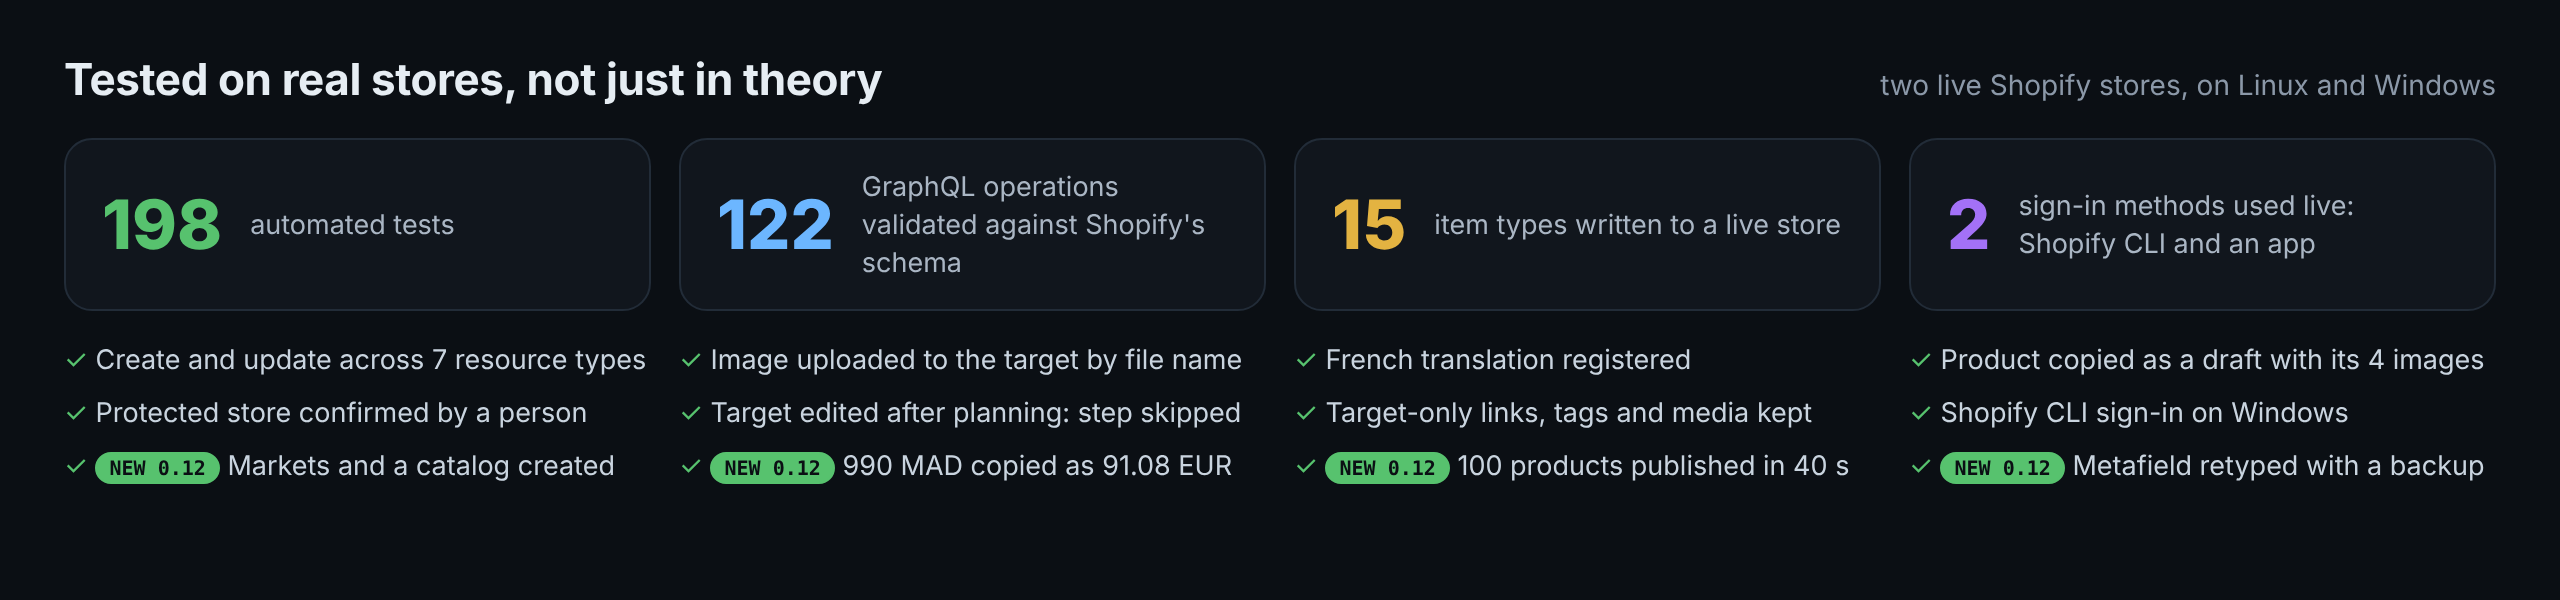 Tested on real stores, not just in theory
two live Shopify stores, on Linux and Windows
198 automated tests
122 GraphQL operations
validated against Shopify's
schema
15 item types written to a live store
2 sign-in methods used live:
Shopify CLI and an app
✓ Create and update across 7 resource types
✓ Image uploaded to the target by file name
✓ French translation registered
✓ Product copied as a draft with its 4 images
✓ Protected store confirmed by a person
✓ Target edited after planning: step skipped
✓ Target-only links, tags and media kept
✓ Shopify CLI sign-in on Windows
✓ NEW 0.12 Markets and a catalog created
✓ NEW 0.12 990 MAD copied as 91.08 EUR
✓ NEW 0.12 100 products published in 40 s
✓ NEW 0.12 Metafield retyped with a backup